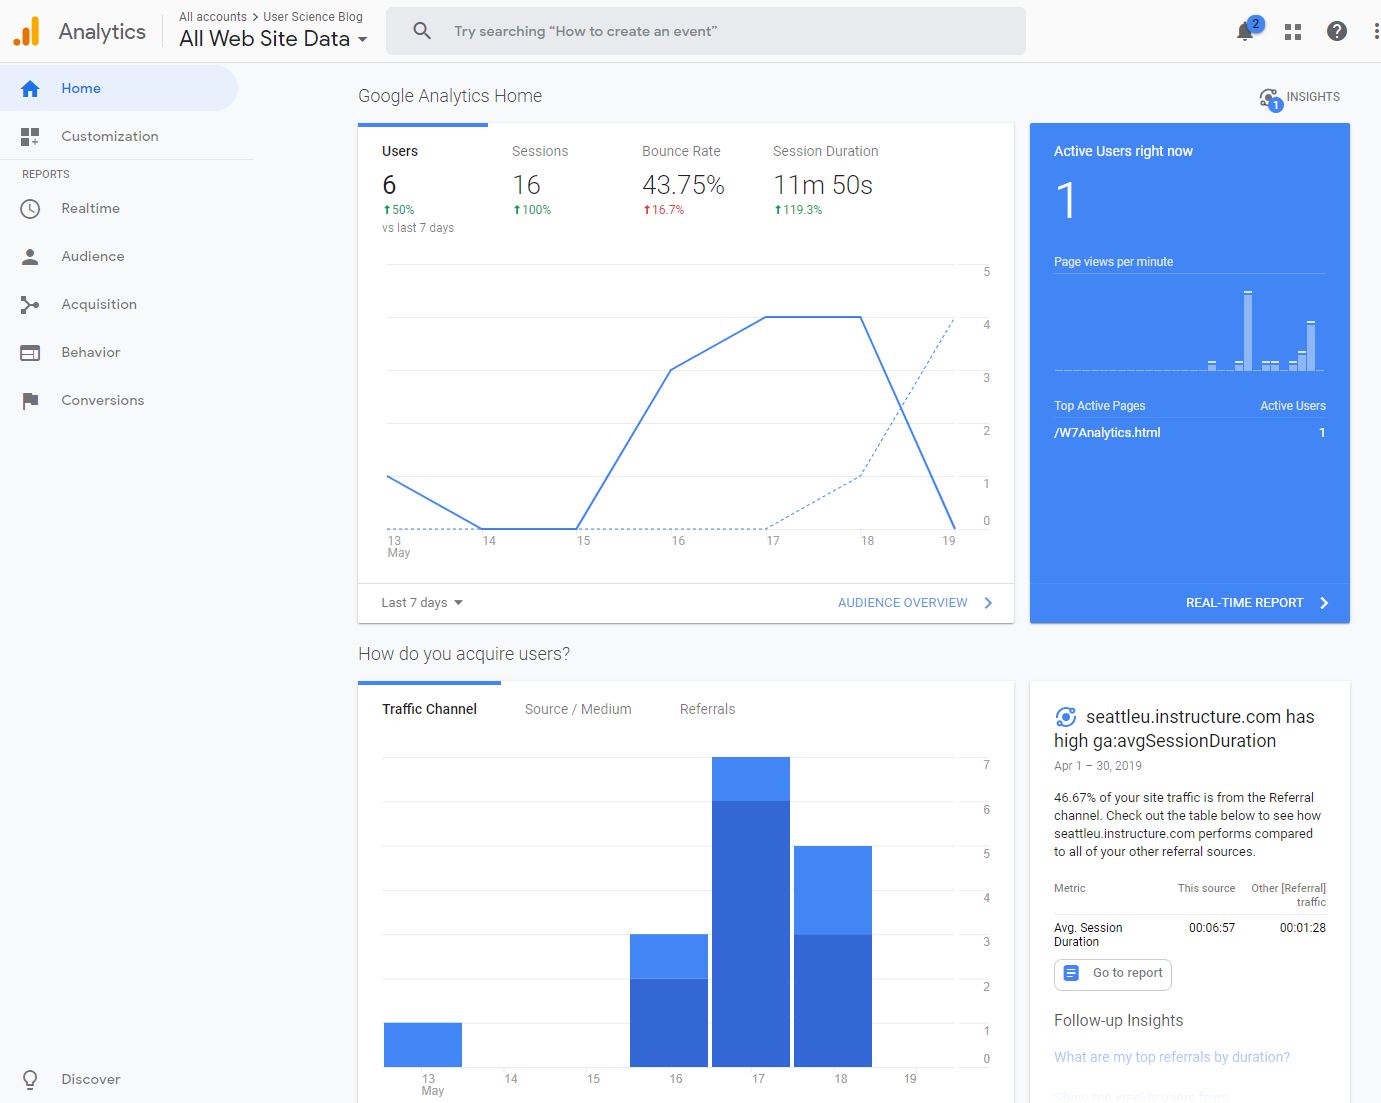 Analytics
All accounts > User Science Blog
All Web Site Data
Try searching “How to create an event”
2
Home
Customization
REPORTS
Realtime
Audience
Acquisition
Behavior
Conversions
Discover
Google Analytics Home
1
INSIGHTS
Users Sessions Bounce Rate Session Duration
6 16 43.75% 11m 50s
50% 100% 16.7% 119.3%
vs last 7 days
5
4
3
2
1
0
13 14 15 16 17 18 19
May
Last 7 days
AUDIENCE OVERVIEW
Active Users right now
1
Page views per minute
Top Active Pages Active Users
/W7Analytics.html 1
REAL-TIME REPORT
How do you acquire users?
Traffic Channel Source / Medium Referrals
7
6
5
4
3
2
1
0
13 14 15 16 17 18 19
May
seattleu.instructure.com has
high ga:avgSessionDuration
Apr 1 – 30, 2019
46.67% of your site traffic is from the Referral
channel. Check out the table below to see how
seattleu.instructure.com performs compared
to all of your other referral sources.
Metric This source Other [Referral]
traffic
Avg. Session 00:06:57 00:01:28
Duration
Go to report
Follow-up Insights
What are my top referrals by duration?
Show me weekly users from